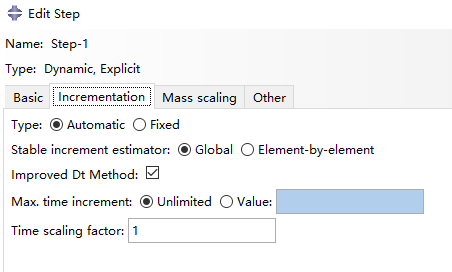 Edit Step
Name: Step-1
Type: Dynamic, Explicit
Basic Incrementation Mass scaling Other
Type: Automatic Fixed
Stable increment estimator: Global Element-by-element
Improved Dt Method:
Max. time increment: Unlimited Value:
Time scaling factor: 1